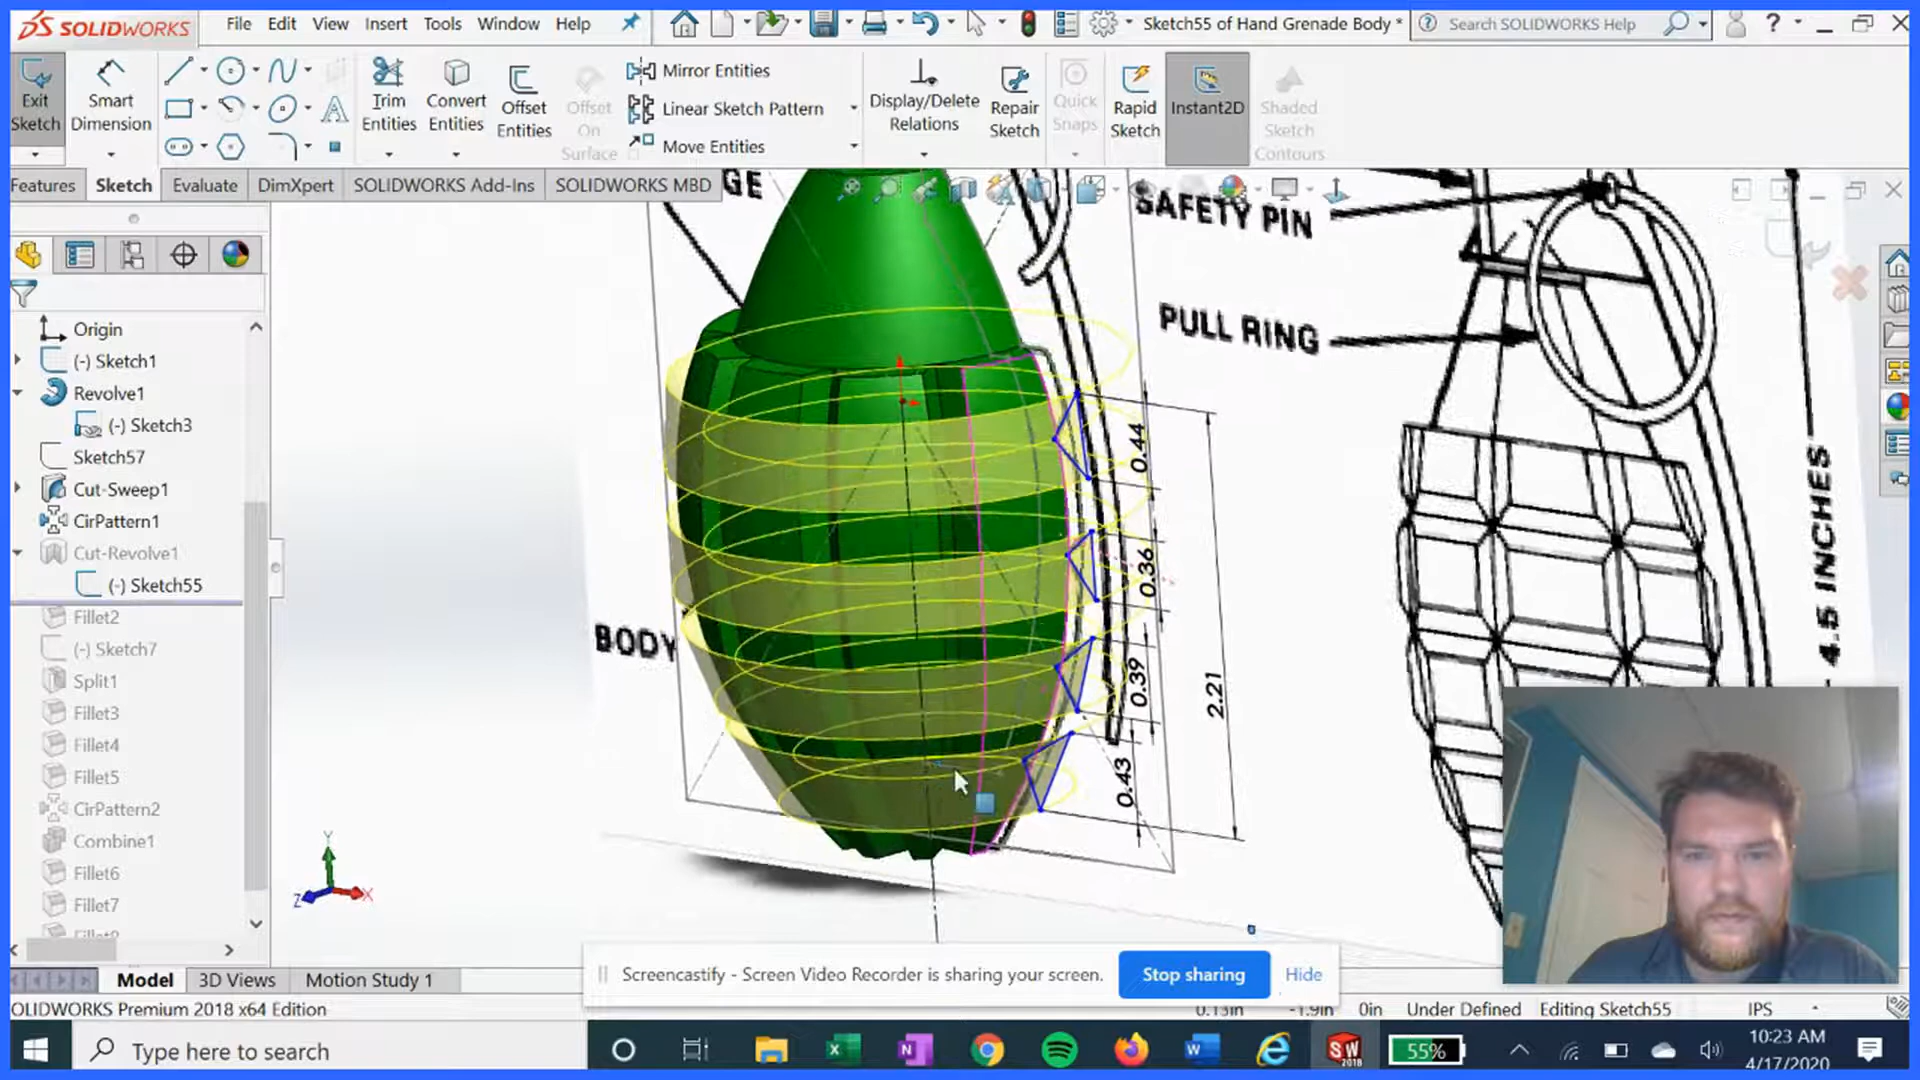 SOLIDWORKS
File Edit View Insert Tools Window Help
Sketch55 of Hand Grenade Body *
Search SOLIDWORKS Help
?
Exit Sketch
Smart Dimension
Trim Entities
Convert Entities
Offset Entities
Offset On Surface
Mirror Entities
Linear Sketch Pattern
Move Entities
Display/Delete Relations
Repair Sketch
Quick Snaps
Rapid Sketch
Instant2D
Shaded Sketch Contours
Features Sketch Evaluate DimXpert SOLIDWORKS Add-Ins SOLIDWORKS MBD
GE
SAFETY PIN
PULL RING
BODY
4.5 INCHES
0.44
0.36
0.39
0.43
2.21
Origin
(-) Sketch1
Revolve1
(-) Sketch3
Sketch57
Cut-Sweep1
CirPattern1
Cut-Revolve1
(-) Sketch55
Fillet2
(-) Sketch7
Split1
Fillet3
Fillet4
Fillet5
CirPattern2
Combine1
Fillet6
Fillet7
Y
Z
X
Model 3D Views Motion Study 1
Screencastify - Screen Video Recorder is sharing your screen. Stop sharing Hide
OLIDWORKS Premium 2018 x64 Edition
0.13in -1.9in 0in Under Defined Editing Sketch55 IPS
Type here to search
55%
10:23 AM
4/17/2020